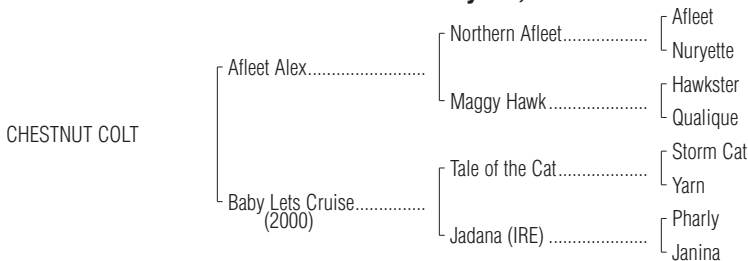 Afleet
Northern Afleet..................
Nuryette
Afleet Alex.........................
Hawkster
Maggy Hawk.....................
Qualique
CHESTNUT COLT
Storm Cat
Tale of the Cat...................
Yarn
Baby Lets Cruise...............
(2000)
Pharly
Jadana (IRE) .....................
Janina